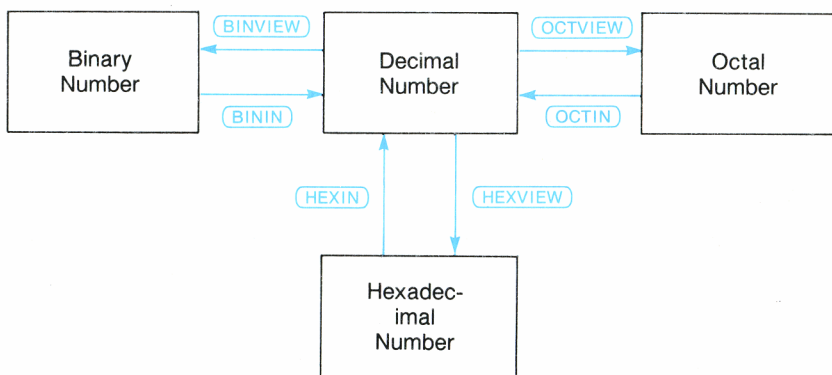 BINVIEW
OCTVIEW
Binary
Number
Decimal
Number
Octal
Number
BININ
OCTIN
HEXIN
HEXVIEW
Hexadec-
imal
Number